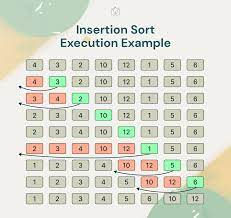 Insertion Sort
Execution Example
4 3 2 10 12 1 5 6
4 3 2 10 12 1 5 6
3 4 2 10 12 1 5 6
2 3 4 10 12 1 5 6
2 3 4 10 12 1 5 6
2 3 4 10 12 1 5 6
1 2 3 4 10 12 5 6
1 2 3 4 5 10 12 6
1 2 3 4 5 6 10 12